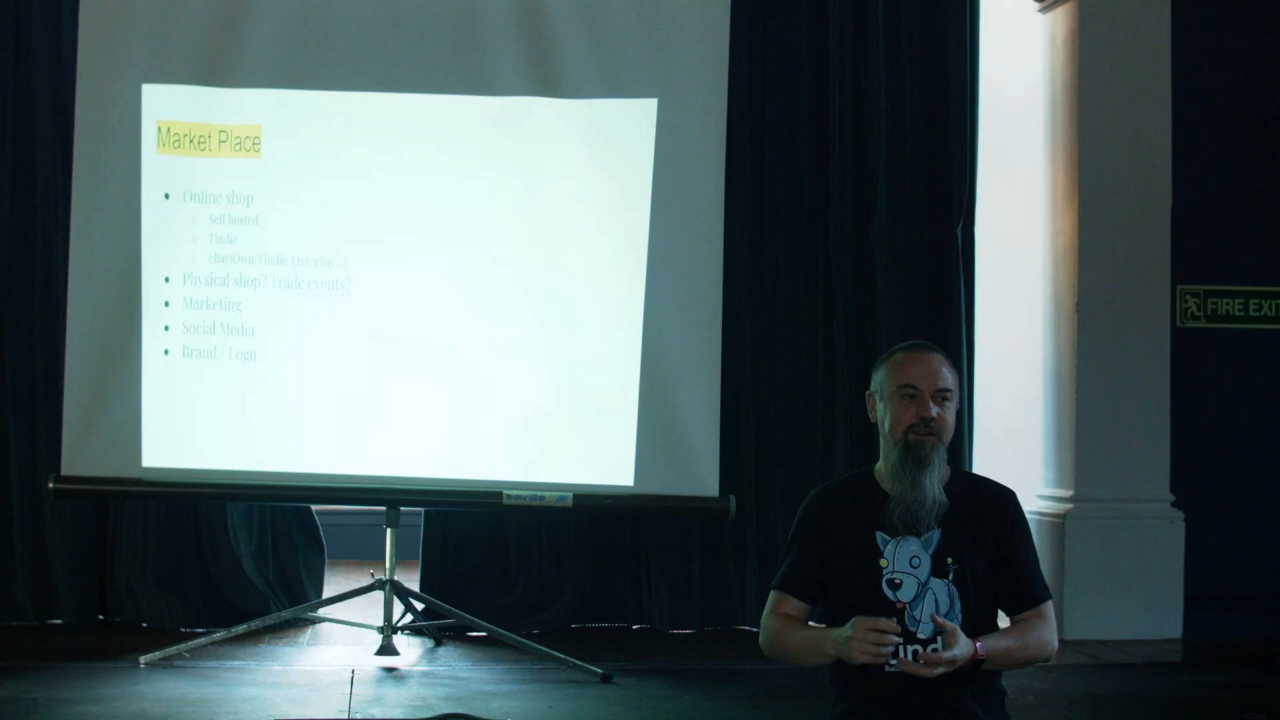 Market Place
Online shop
Self hosted
Tindie
Physical shop? Trade events?
Marketing
Social Media
Brand / Logo
FIRE EXIT